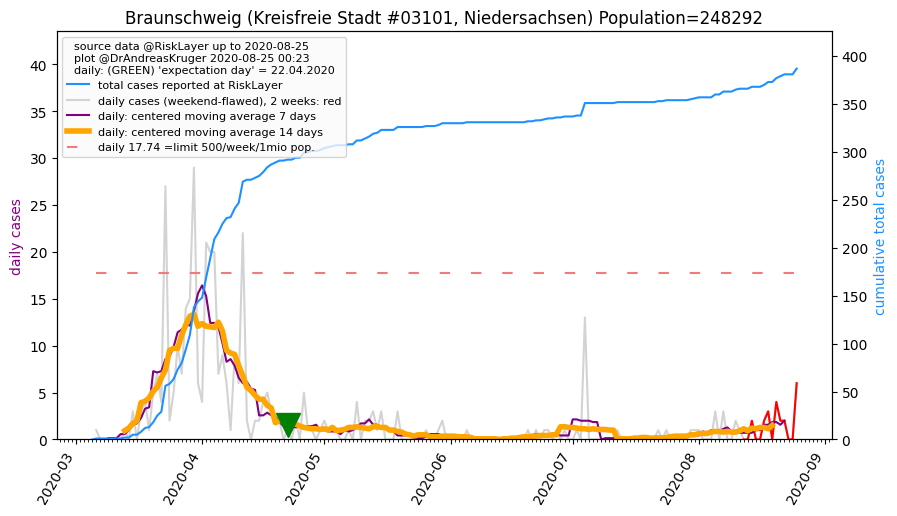 Braunschweig (Kreisfreie Stadt #03101, Niedersachsen) Population=248292
source data @RiskLayer up to 2020-08-25
plot @DrAndreasKruger 2020-08-25 00:23
daily: (GREEN) 'expectation day' = 22.04.2020
total cases reported at RiskLayer
daily cases (weekend-flawed), 2 weeks: red
daily: centered moving average 7 days
daily: centered moving average 14 days
daily 17.74 =limit 500/week/1mio pop.
daily cases
40
35
30
25
20
15
10
5
0
cumulative total cases
400
350
300
250
200
150
100
50
0
2020-03
2020-04
2020-05
2020-06
2020-07
2020-08
2020-09